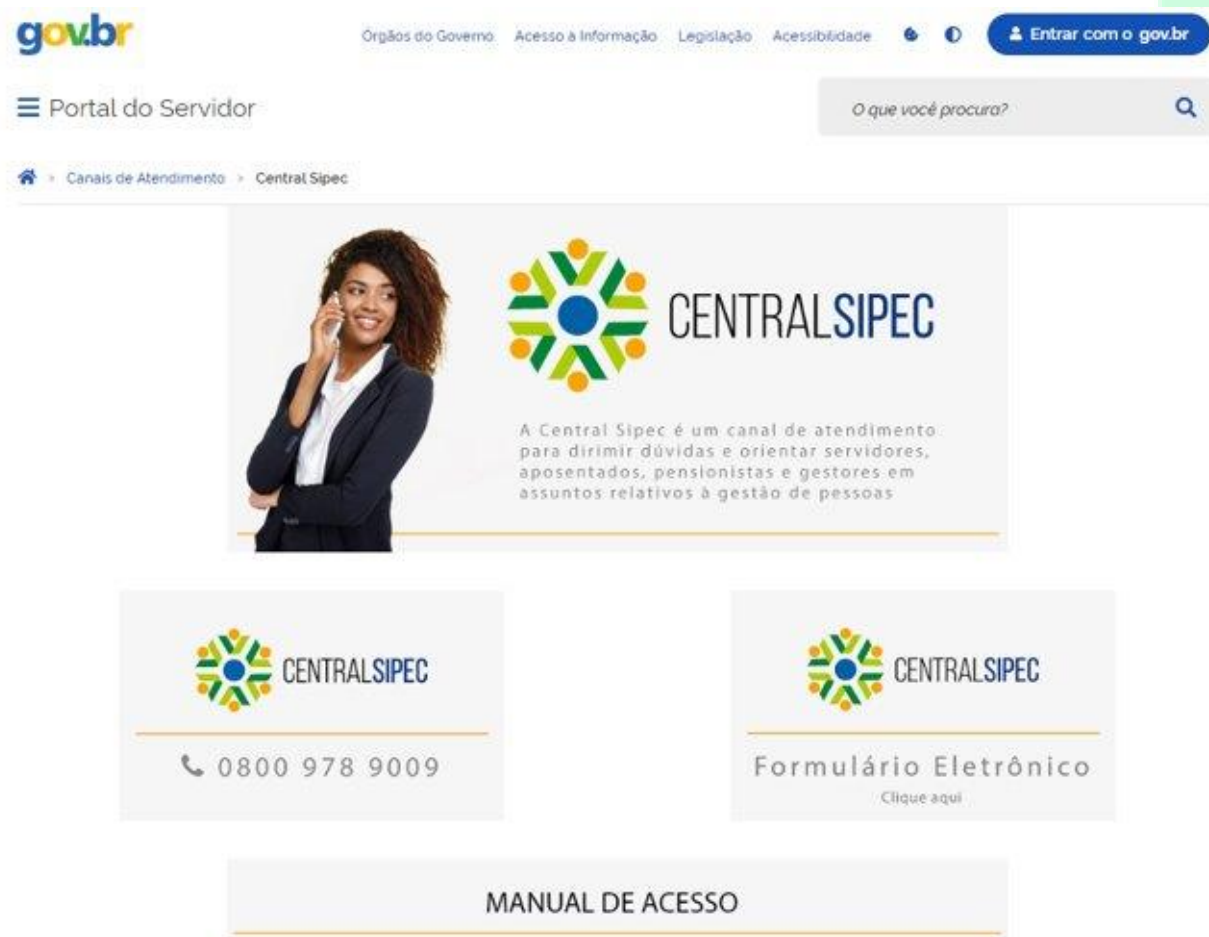 gov.br
Órgãos do Governo Acesso à Informação Legislação Acessibilidade Entrar com o gov.br
Portal do Servidor
O que você procura?
Canais de Atendimento > Central Sipec
CENTRALSIPEC
A Central Sipec é um canal de atendimento
para dirimir dúvidas e orientar servidores,
aposentados, pensionistas e gestores em
assuntos relativos à gestão de pessoas
CENTRALSIPEC
0800 978 9009
CENTRALSIPEC
Formulário Eletrônico
Clique aqui
MANUAL DE ACESSO